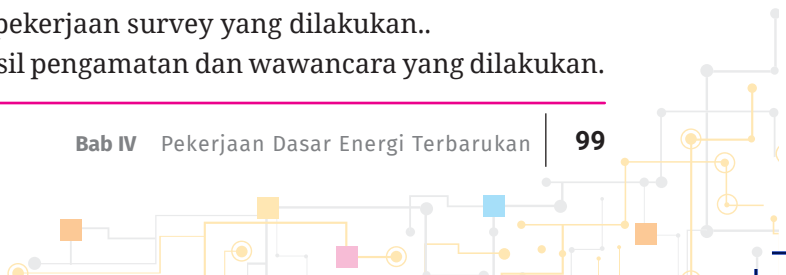 pekerjaan survey yang dilakukan..
sil pengamatan dan wawancara yang dilakukan.
Bab IV Pekerjaan Dasar Energi Terbarukan 99